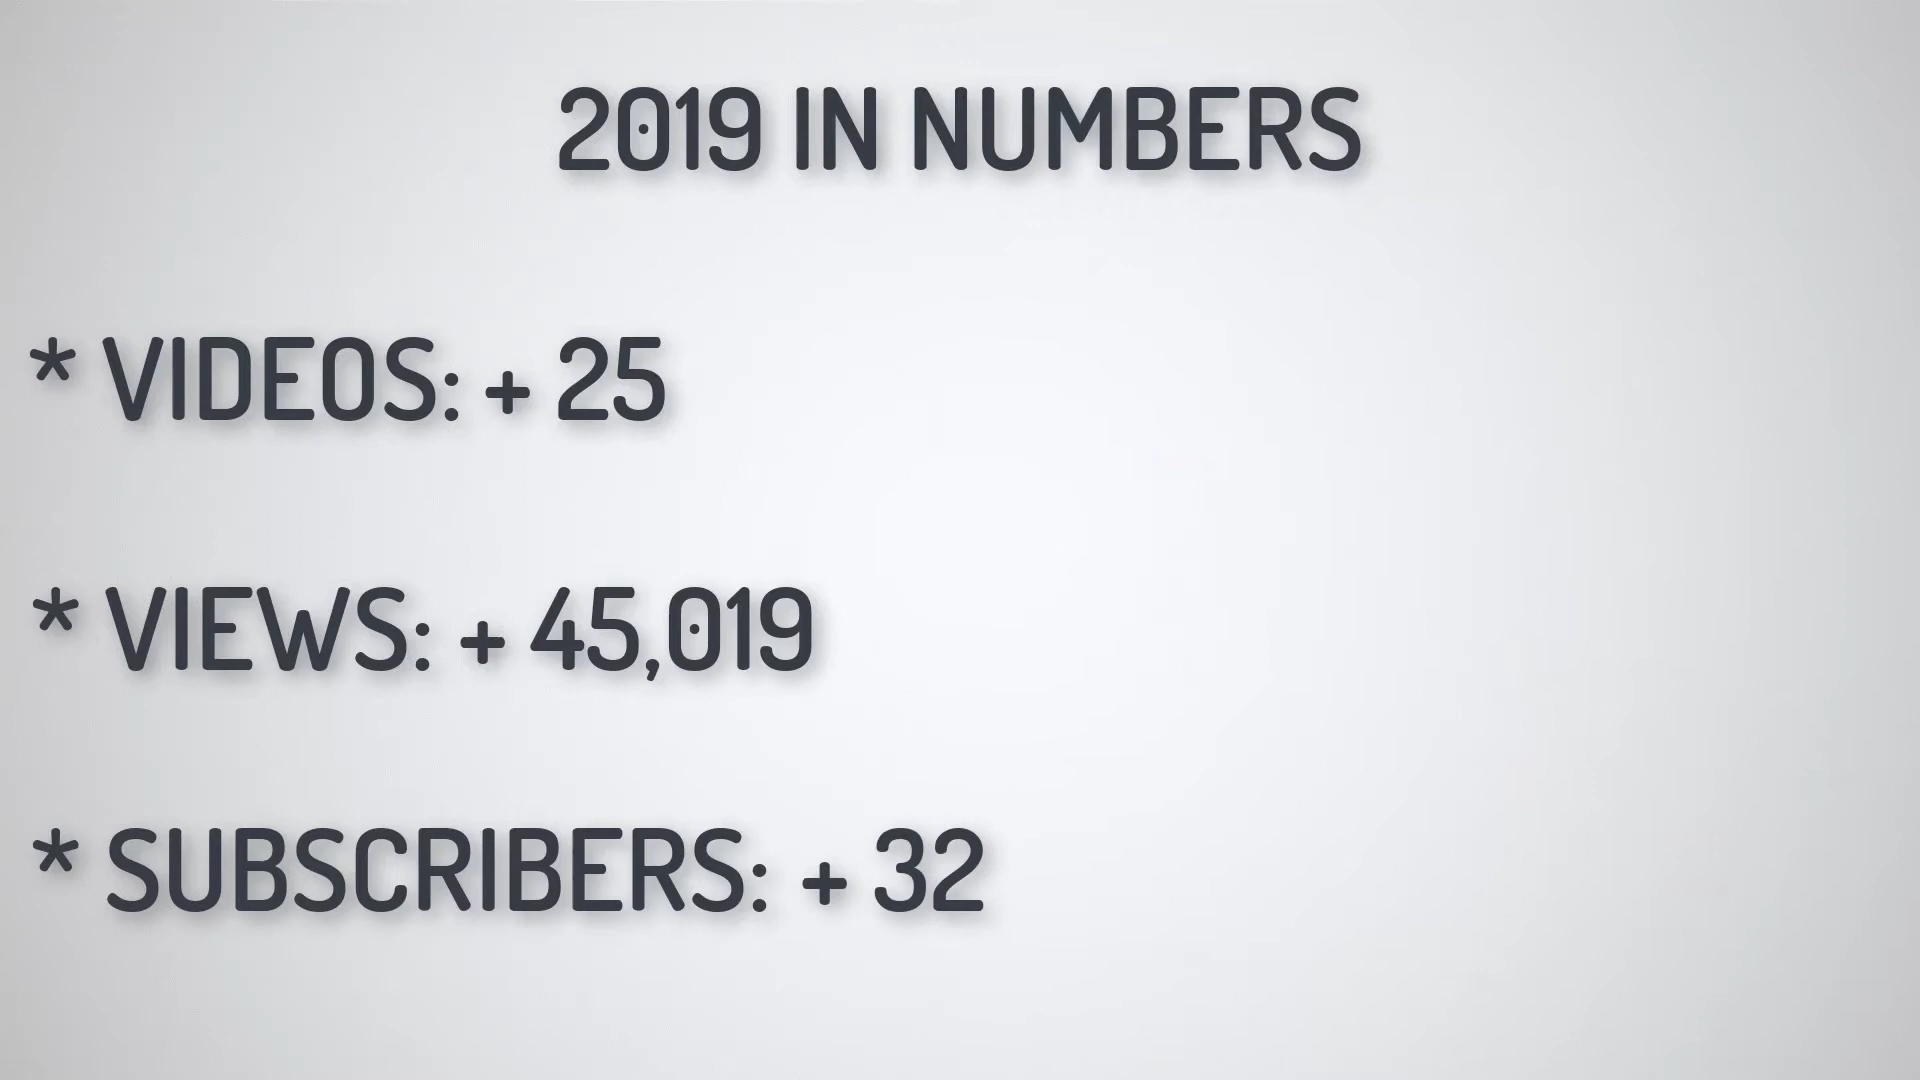 2019 IN NUMBERS
* VIDEOS: + 25
* VIEWS: + 45,019
* SUBSCRIBERS: + 32